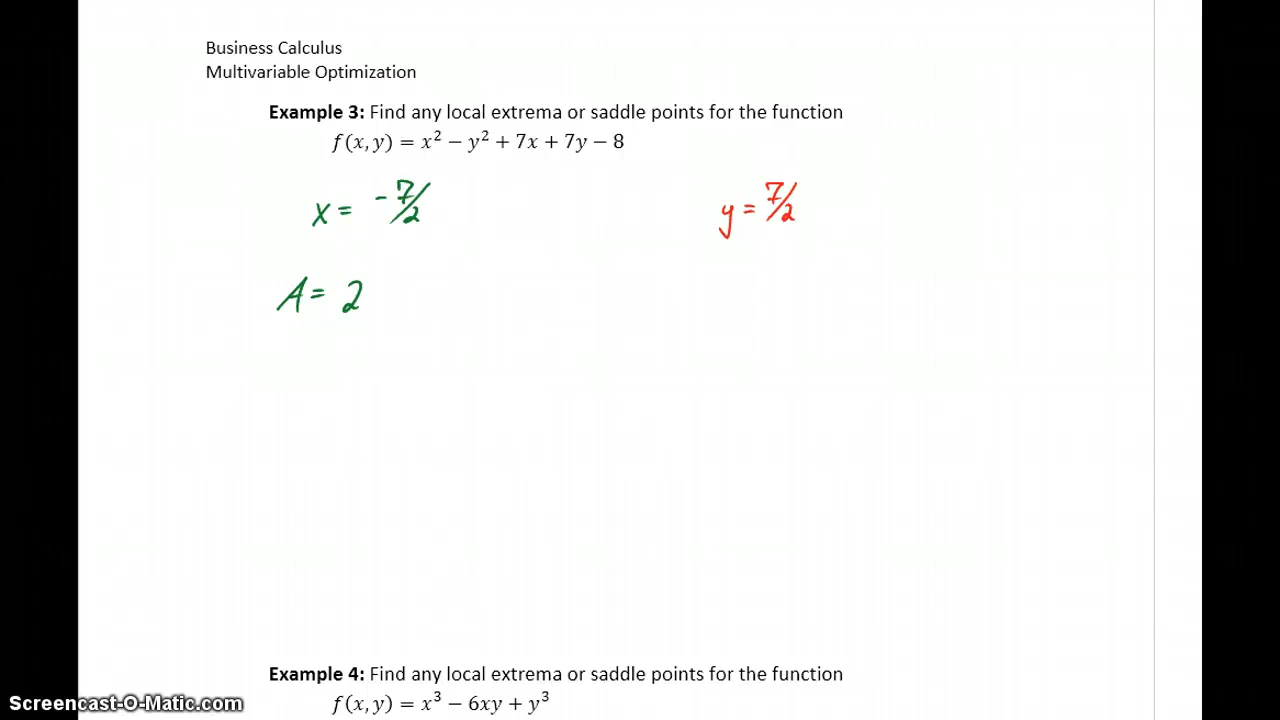 Business Calculus
Multivariable Optimization
Example 3: Find any local extrema or saddle points for the function
f(x, y) = x² − y² + 7x + 7y − 8
x = -7/2
y = 7/2
A = 2
Example 4: Find any local extrema or saddle points for the function
f(x, y) = x³ − 6xy + y³
Screencast-O-Matic.com